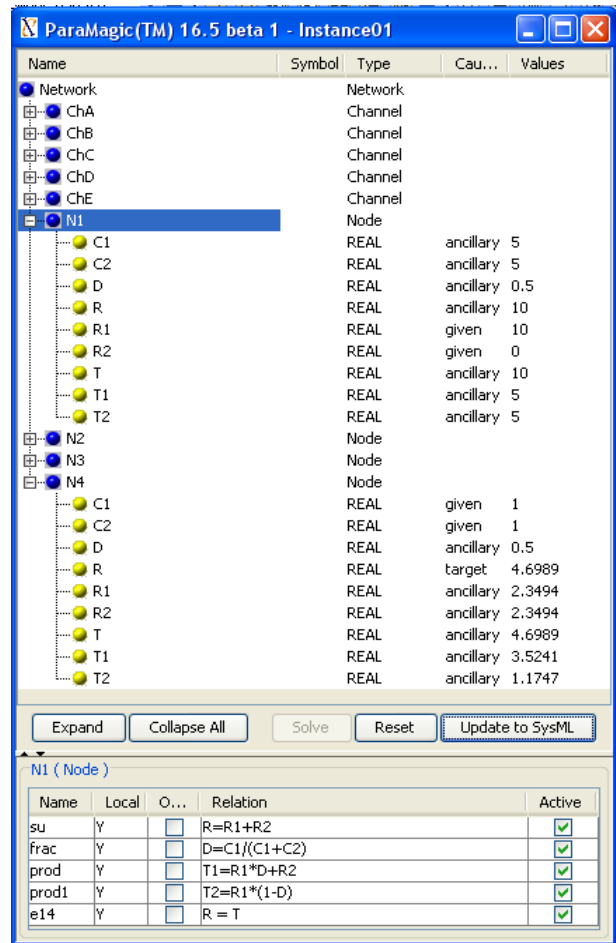 ParaMagic(TM) 16.5 beta 1 - Instance01
Name Symbol Type Cau... Values
Network Network
ChA Channel
ChB Channel
ChC Channel
ChD Channel
ChE Channel
N1 Node
C1 REAL ancillary 5
C2 REAL ancillary 5
D REAL ancillary 0.5
R REAL ancillary 10
R1 REAL given 10
R2 REAL given 0
T REAL ancillary 10
T1 REAL ancillary 5
T2 REAL ancillary 5
N2 Node
N3 Node
N4 Node
C1 REAL given 1
C2 REAL given 1
D REAL ancillary 0.5
R REAL target 4.6989
R1 REAL ancillary 2.3494
R2 REAL ancillary 2.3494
T REAL ancillary 4.6989
T1 REAL ancillary 3.5241
T2 REAL ancillary 1.1747
Expand Collapse All Solve Reset Update to SysML
N1 ( Node )
Name Local O... Relation Active
su Y R=R1+R2
frac Y D=C1/(C1+C2)
prod Y T1=R1*D+R2
prod1 Y T2=R1*(1-D)
e14 Y R = T